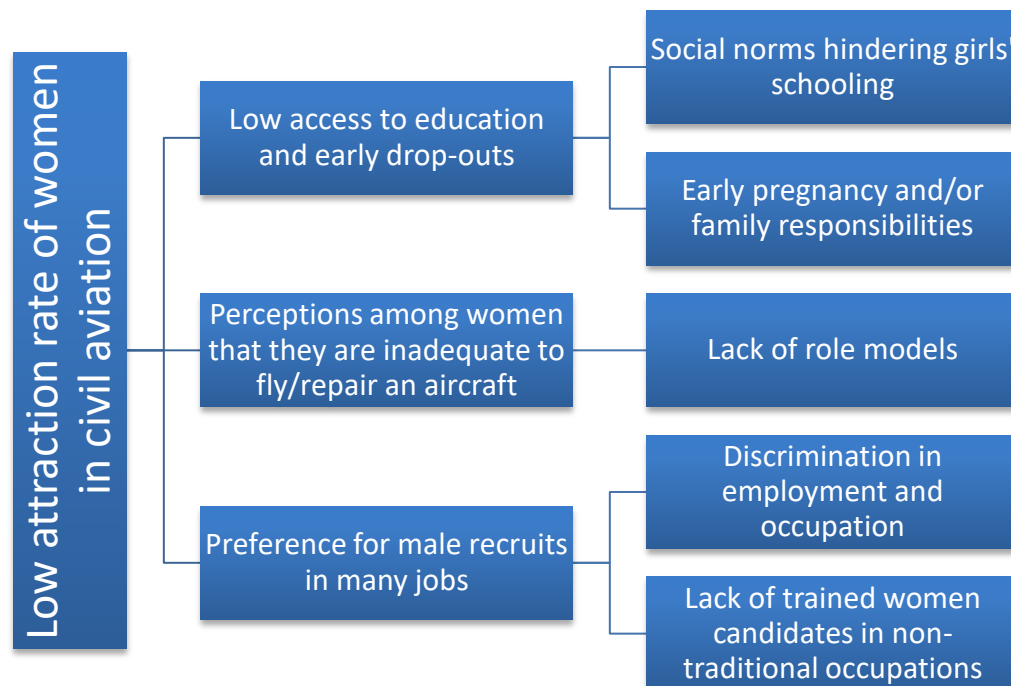 Low attraction rate of women
in civil aviation
Low access to education
and early drop-outs
Social norms hindering girls'
schooling
Early pregnancy and/or
family responsibilities
Perceptions among women
that they are inadequate to
fly/repair an aircraft
Lack of role models
Preference for male recruits
in many jobs
Discrimination in
employment and
occupation
Lack of trained women
candidates in non-
traditional occupations